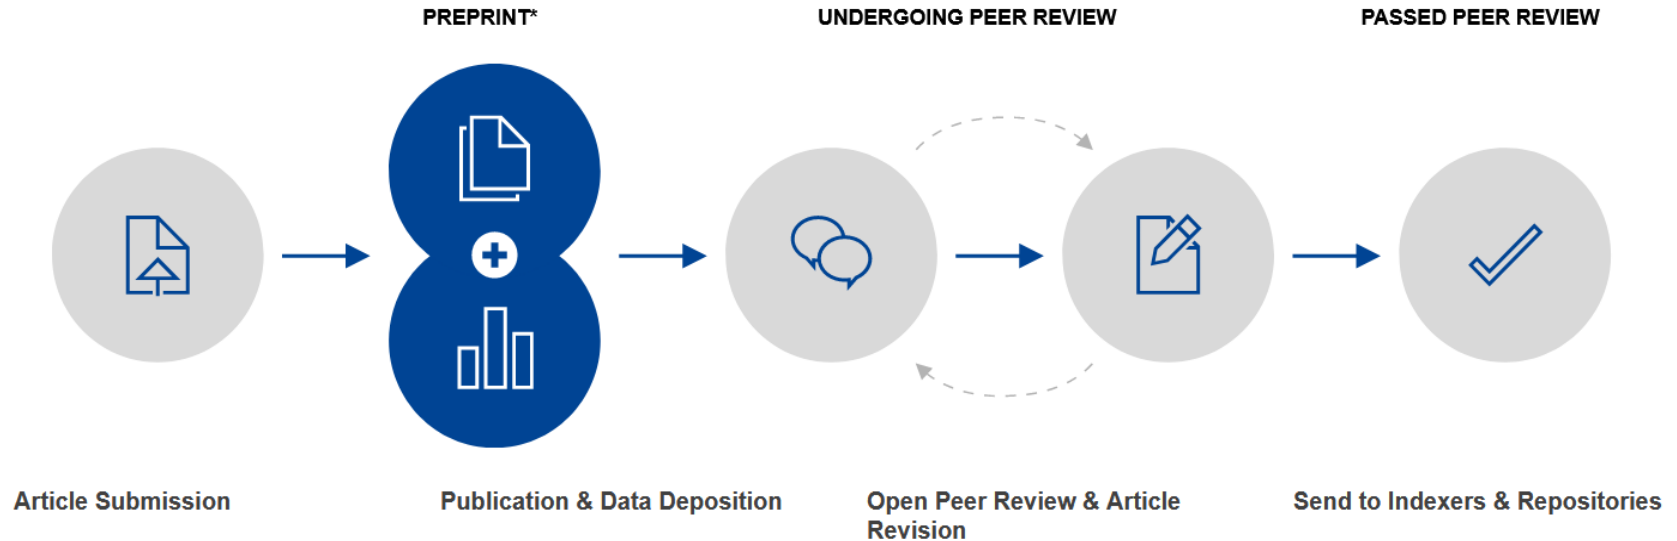 PREPRINT*
UNDERGOING PEER REVIEW
PASSED PEER REVIEW
Article Submission
Publication & Data Deposition
Open Peer Review & Article
Revision
Send to Indexers & Repositories